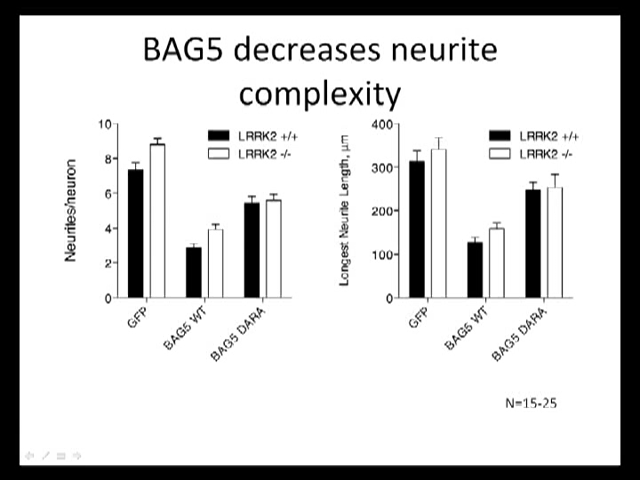 BAG5 decreases neurite
complexity
10
8
6
4
2
0
Neurites/neuron
LRRK2 +/+
LRRK2 -/-
GFP
BAG5 WT
BAG5 DARA
400
300
200
100
0
Longest Neurite Length, μm
LRRK2 +/+
LRRK2 -/-
GFP
BAG5 WT
BAG5 DARA
N=15-25